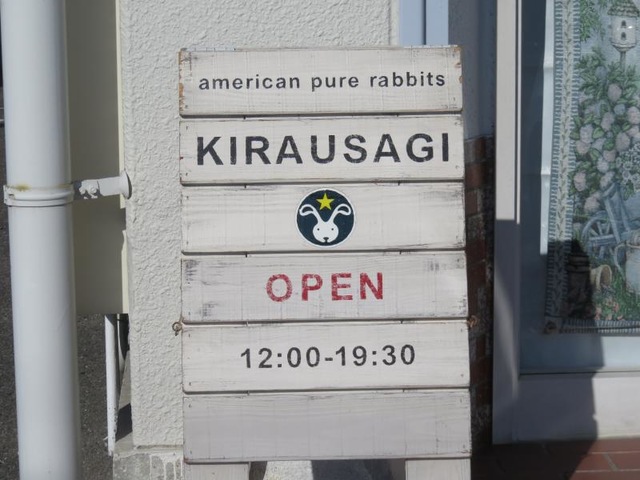 american pure rabbits
KIRAUSAGI
OPEN
12:00-19:30